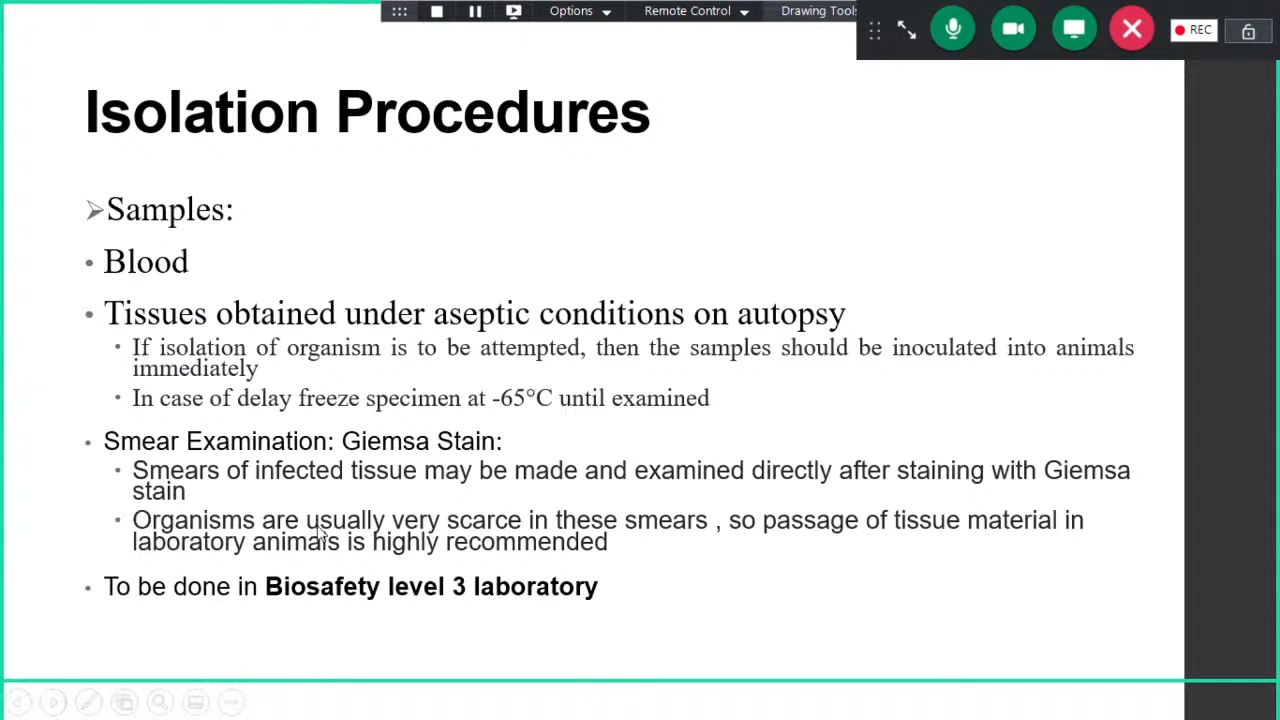 Options
Remote Control
Drawing Tools
REC
Isolation Procedures
Samples:
• Blood
• Tissues obtained under aseptic conditions on autopsy
• If isolation of organism is to be attempted, then the samples should be inoculated into animals
immediately
• In case of delay freeze specimen at -65°C until examined
• Smear Examination: Giemsa Stain:
• Smears of infected tissue may be made and examined directly after staining with Giemsa
stain
• Organisms are usually very scarce in these smears , so passage of tissue material in
laboratory animals is highly recommended
• To be done in Biosafety level 3 laboratory